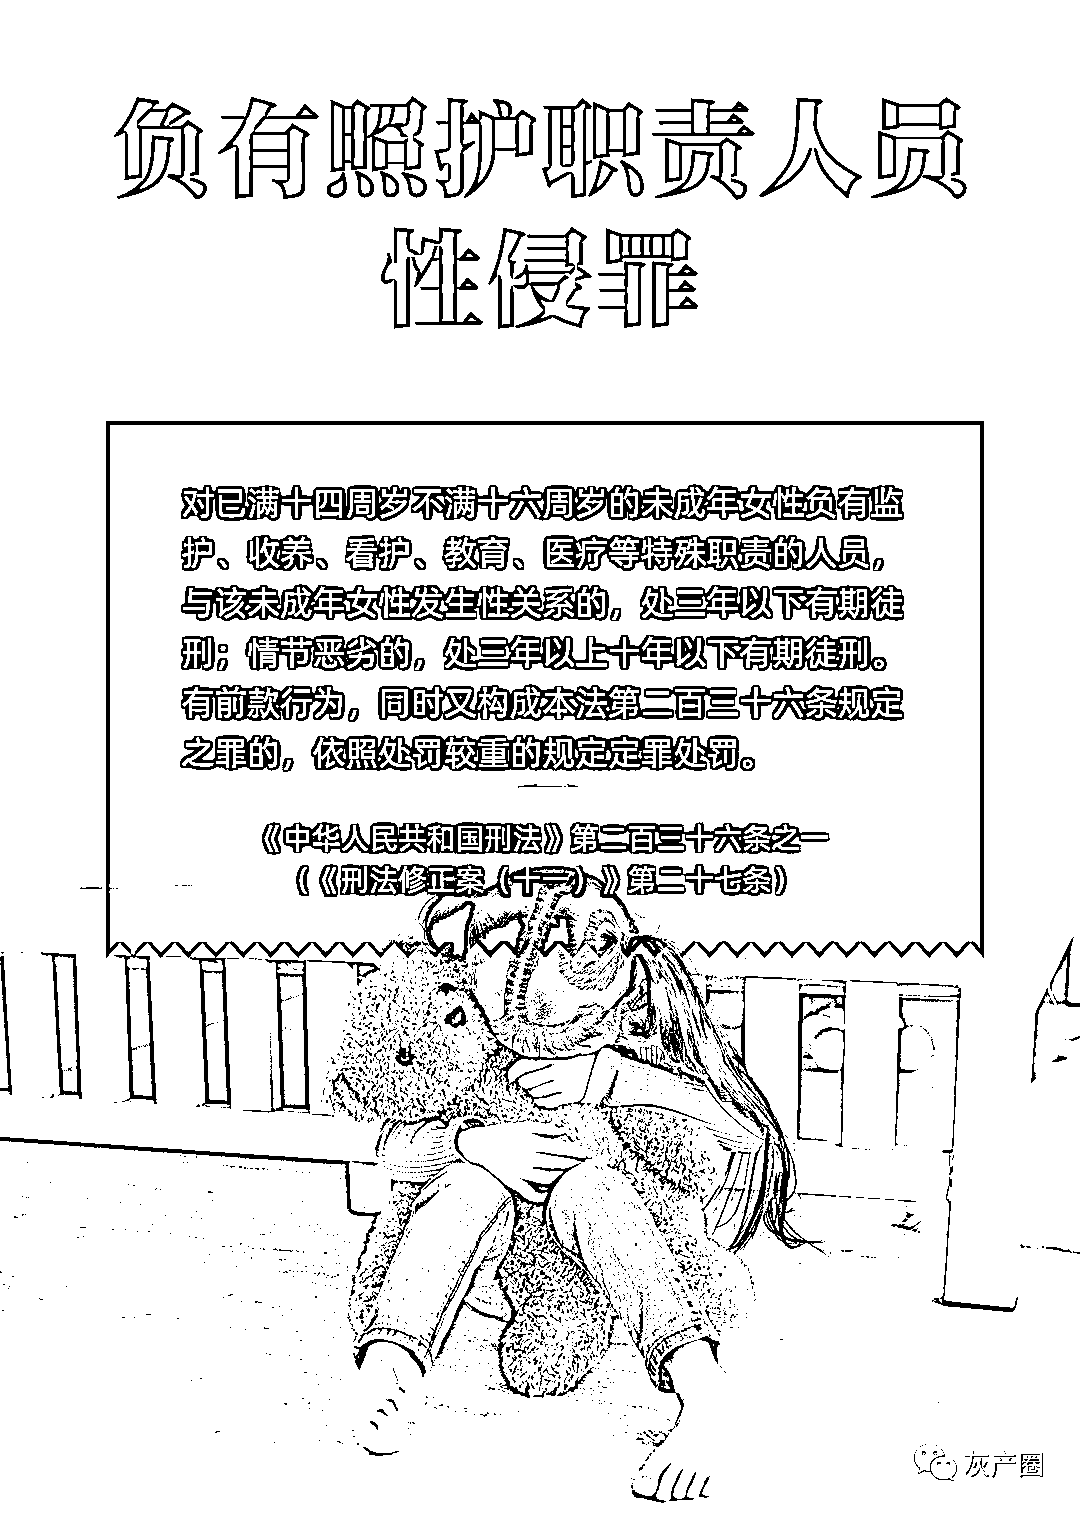 负有照护职责人员
性侵罪
对已满十四周岁不满十六周岁的未成年女性负有监
护、收养、看护、教育、医疗等特殊职责的人员，
与该未成年女性发生性关系的，处三年以下有期徒
刑；情节恶劣的，处三年以上十年以下有期徒刑。
有前款行为，同时又构成本法第二百三十六条规定
之罪的，依照处罚较重的规定定罪处罚。
《中华人民共和国刑法》第二百三十六条之一
（《刑法修正案（十一）》第二十七条）
灰产圈